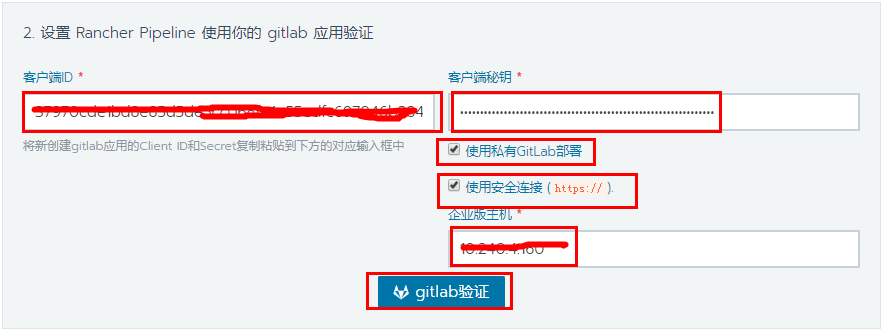 2. 设置 Rancher Pipeline 使用你的 gitlab 应用验证
客户端ID *
客户端秘钥 *
将新创建gitlab应用的Client ID和Secret复制粘贴到下方的对应输入框中
使用私有GitLab部署
使用安全连接 ( https:// ).
企业版主机 *
gitlab验证